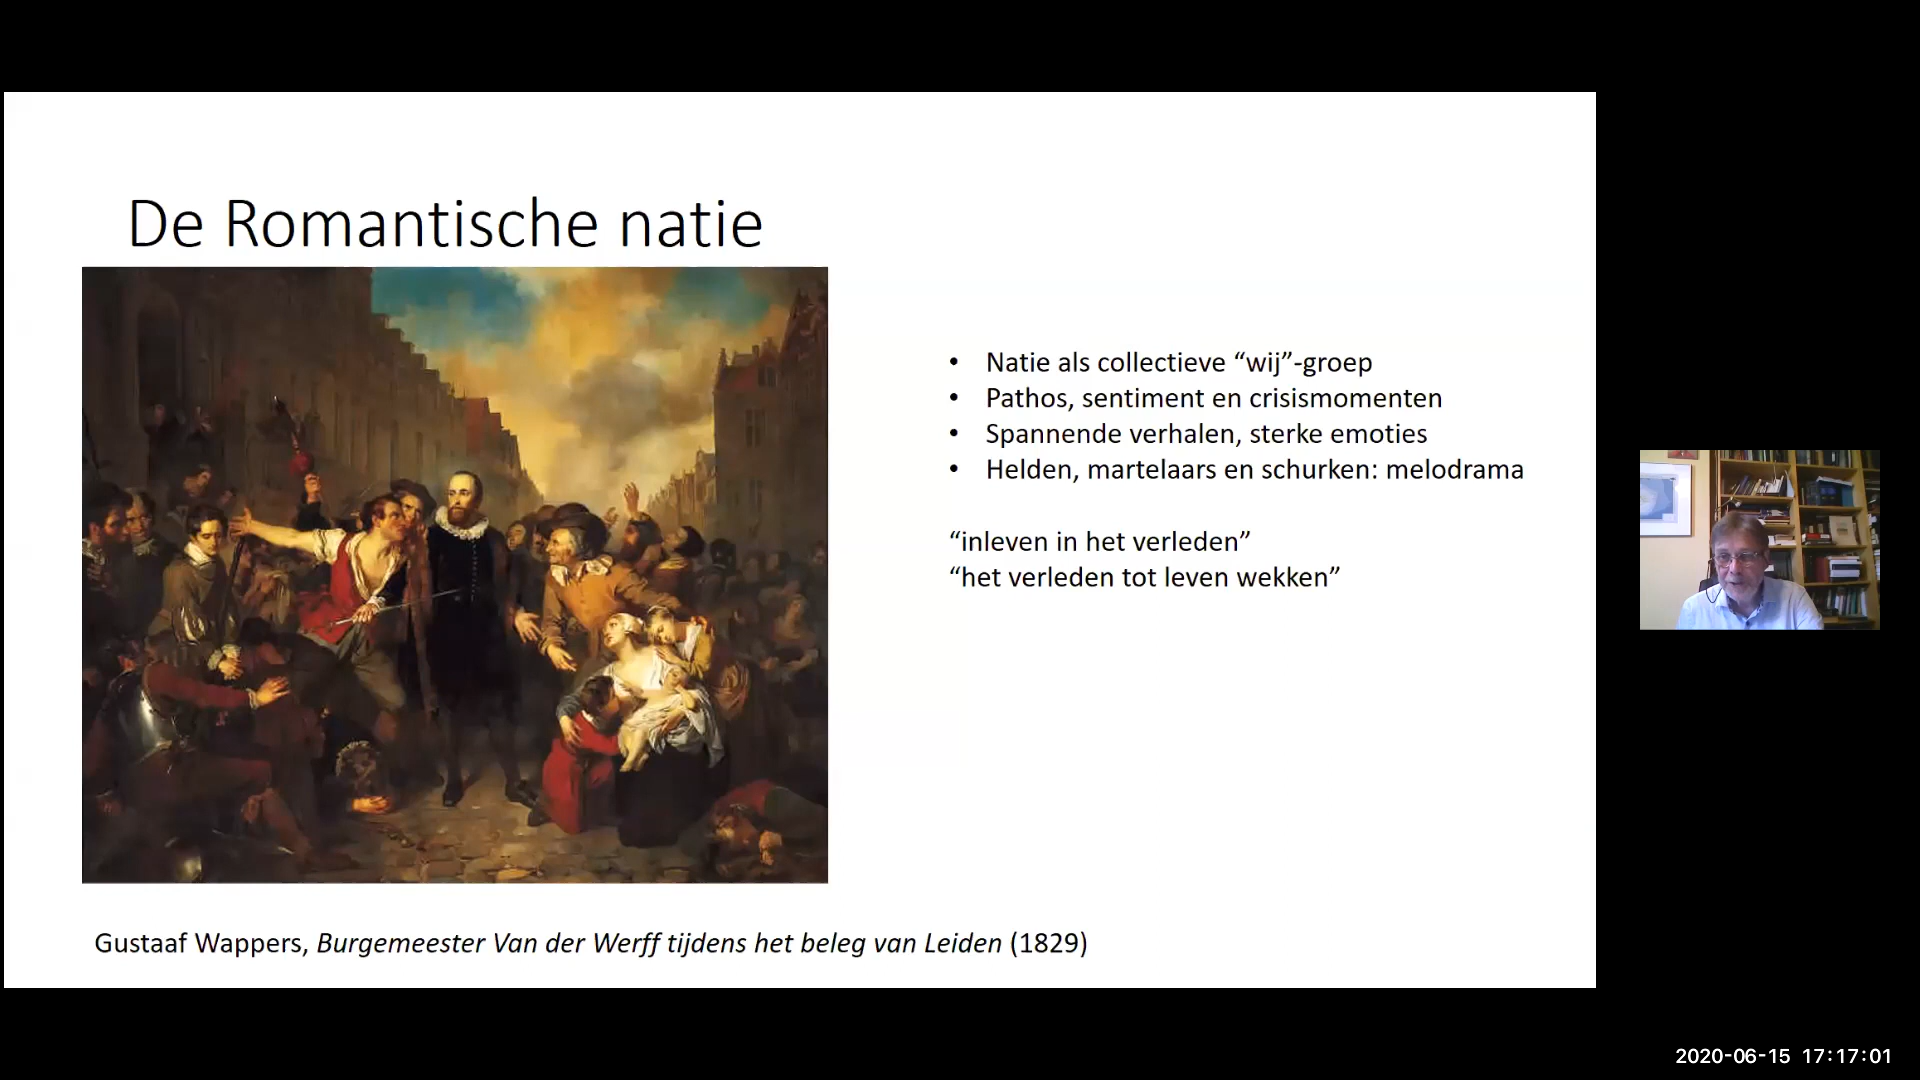 De Romantische natie
• Natie als collectieve “wij”-groep
• Pathos, sentiment en crisismomenten
• Spannende verhalen, sterke emoties
• Helden, martelaars en schurken: melodrama
“inleven in het verleden”
“het verleden tot leven wekken”
Gustaaf Wappers, Burgemeester Van der Werff tijdens het beleg van Leiden (1829)
2020-06-15 17:17:01